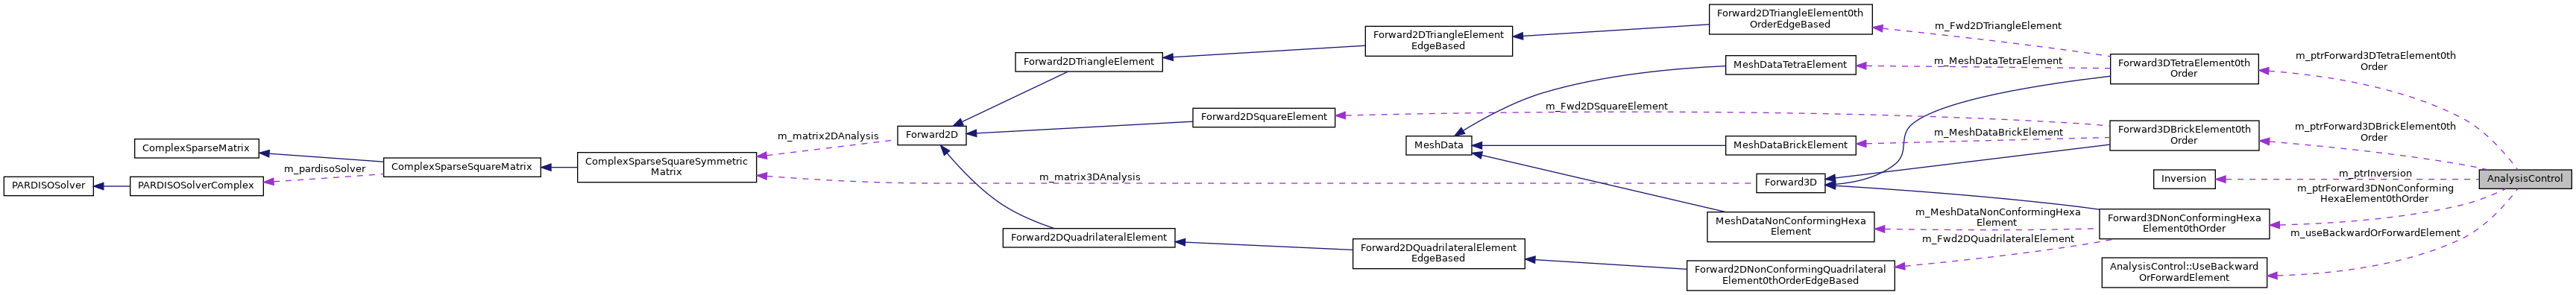 PARDISOSolver
ComplexSparseMatrix
PARDISOSolverComplex
m_pardisoSolver
ComplexSparseSquareMatrix
ComplexSparseSquareSymmetric
Matrix
m_matrix2DAnalysis
Forward2D
Forward2DTriangleElement
Forward2DSquareElement
Forward2DQuadrilateralElement
m_matrix3DAnalysis
Forward2DTriangleElement
EdgeBased
MeshData
Forward2DQuadrilateralElement
EdgeBased
m_Fwd2DSquareElement
Forward2DTriangleElement0th
OrderEdgeBased
MeshDataTetraElement
MeshDataBrickElement
Forward3D
MeshDataNonConformingHexa
Element
Forward2DNonConformingQuadrilateral
Element0thOrderEdgeBased
m_Fwd2DTriangleElement
m_MeshDataTetraElement
m_MeshDataBrickElement
m_MeshDataNonConformingHexa
Element
m_Fwd2DQuadrilateralElement
Forward3DTetraElement0th
Order
Forward3DBrickElement0th
Order
Inversion
Forward3DNonConformingHexa
Element0thOrder
AnalysisControl::UseBackward
OrForwardElement
m_ptrForward3DTetraElement0th
Order
m_ptrForward3DBrickElement0th
Order
m_ptrInversion
m_ptrForward3DNonConforming
HexaElement0thOrder
m_useBackwardOrForwardElement
AnalysisControl